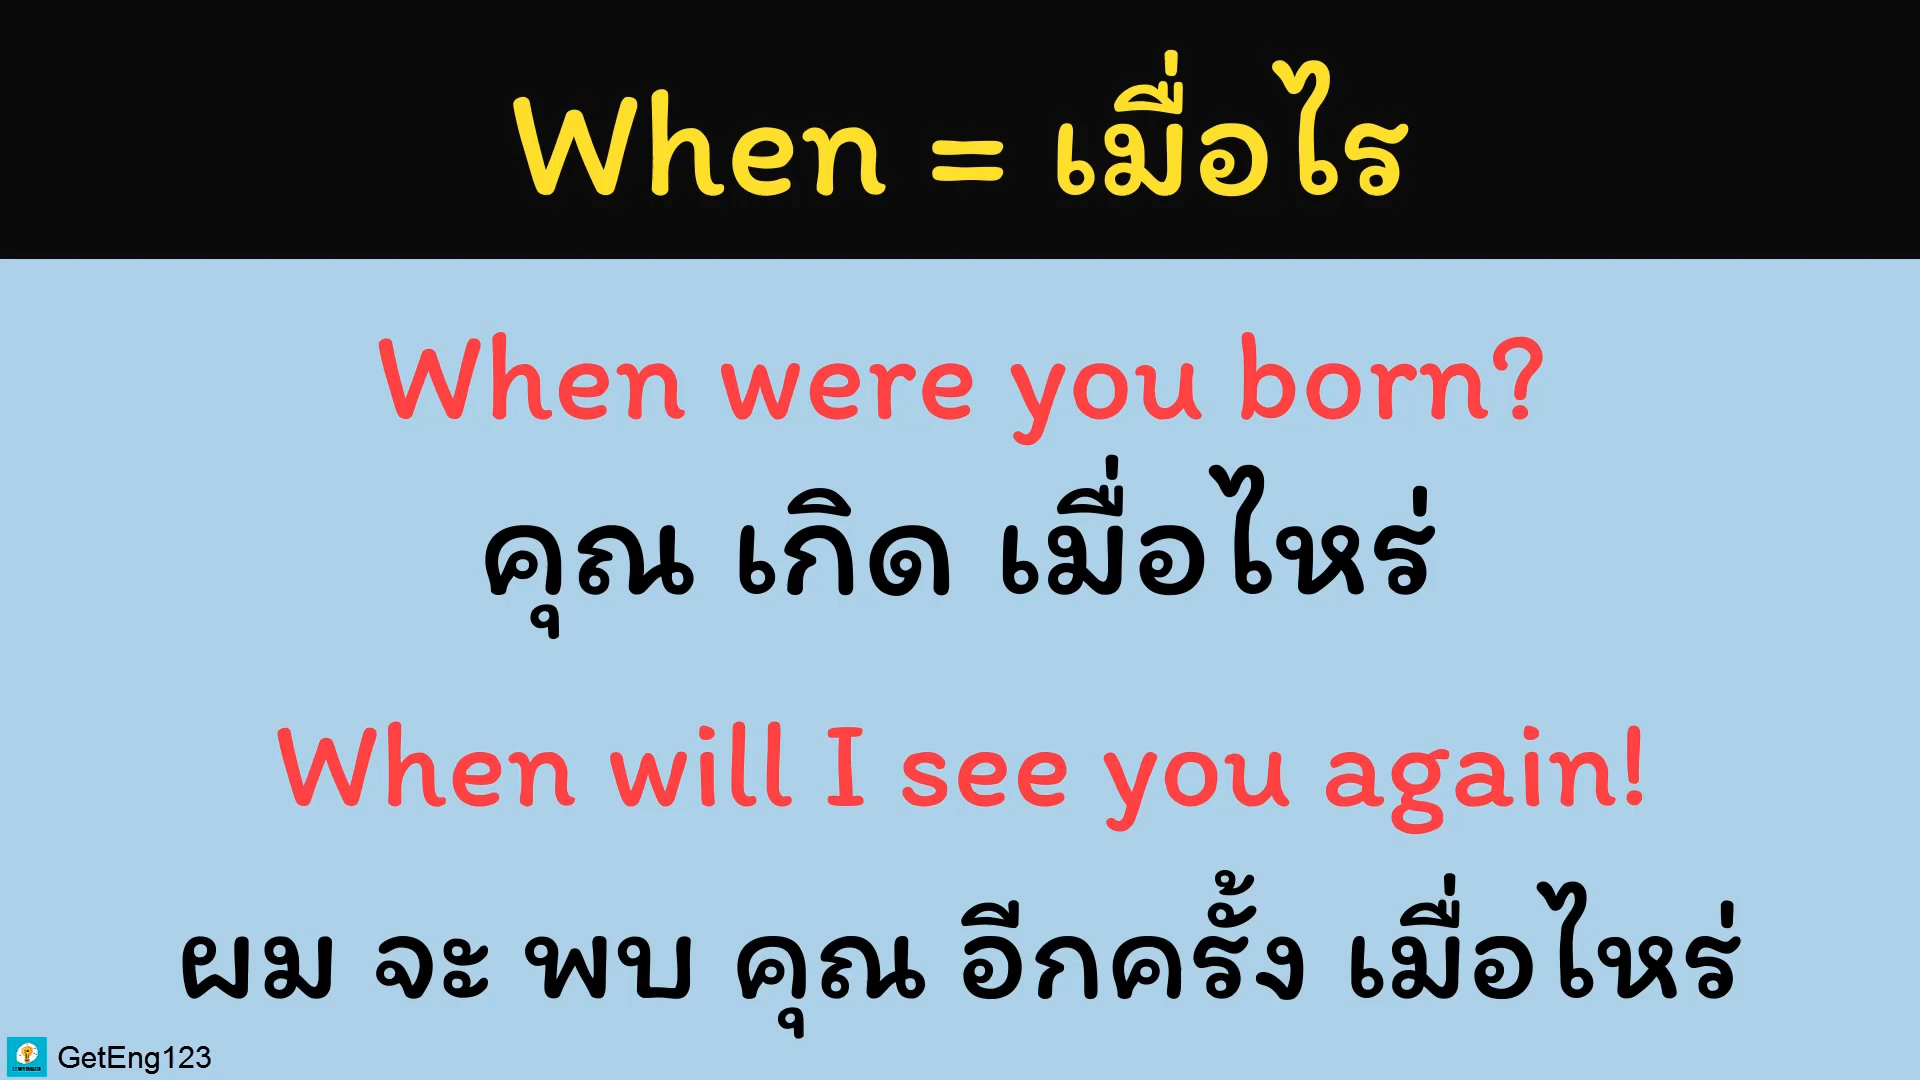 When = เมื่อไร
When were you born?
คุณ เกิด เมื่อไหร่
When will I see you again!
ผม จะ พบ คุณ อีกครั้ง เมื่อไหร่
GetEng123